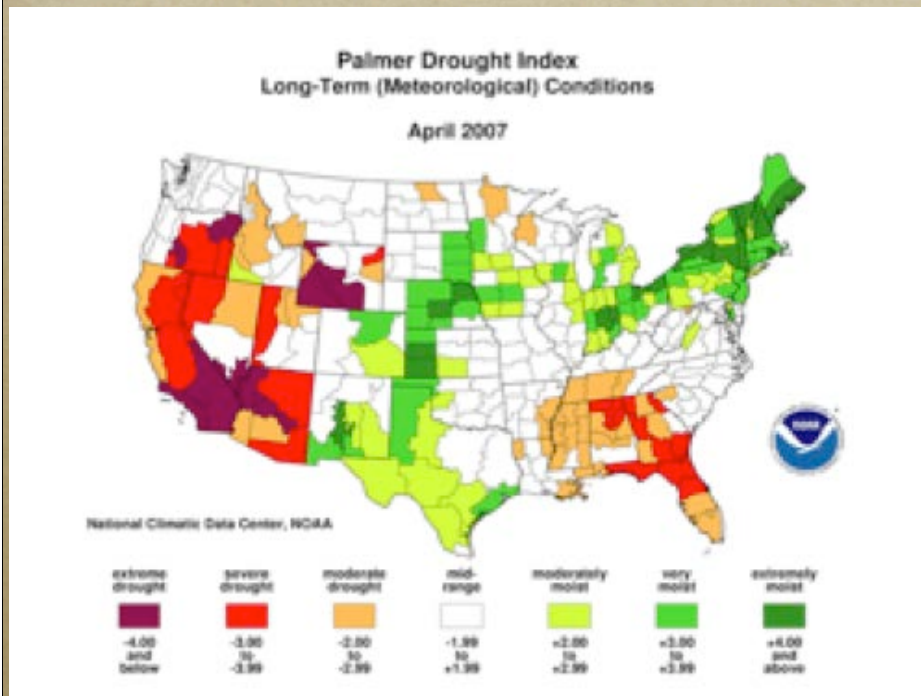 Palmer Drought Index
Long-Term (Meteorological) Conditions
April 2007
NOAA
National Climatic Data Center, NOAA
extreme drought
severe drought
moderate drought
mid-range
moderately moist
very moist
extremely moist
-4.00 and below
-3.00 to -3.99
-2.00 to -2.99
-1.99 to +1.99
+2.00 to +2.99
+3.00 to +3.99
+4.00 and above